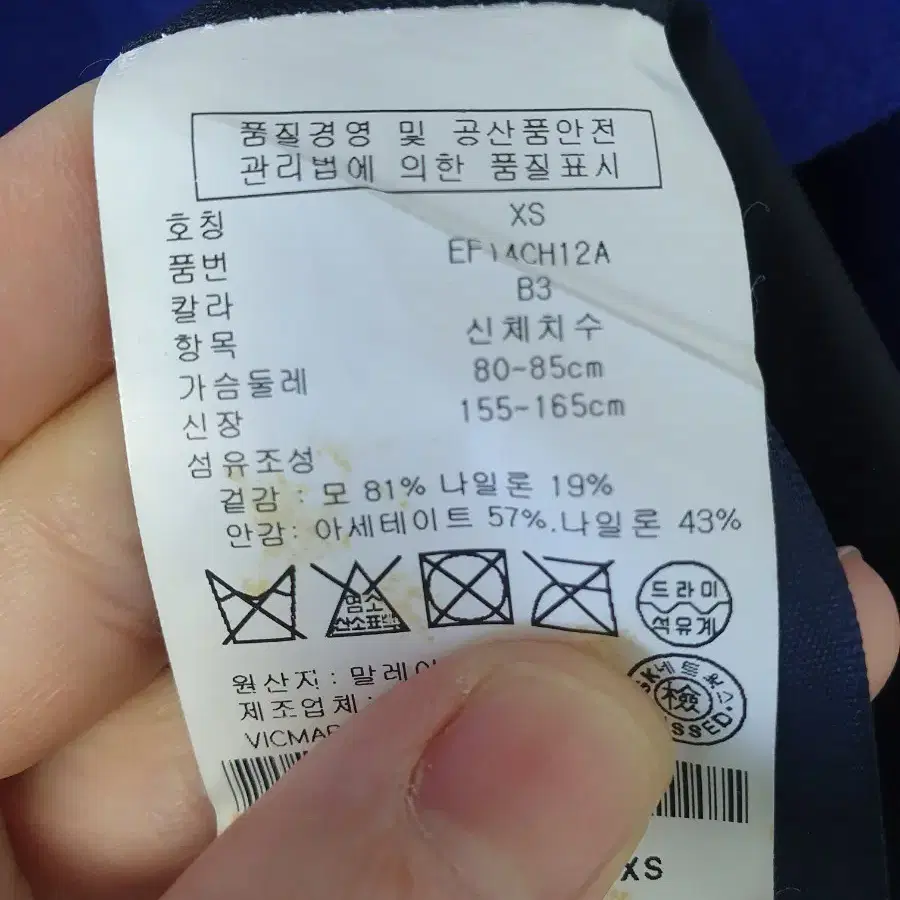 품질경영 및 공산품안전
관리법에 의한 품질표시
호칭 XS
품번 EF14CH12A
칼라 B3
항목 신체치수
가슴둘레 80-85cm
신장 155-165cm
섬유조성
겉감 : 모 81% 나일론 19%
안감: 아세테이트 57%.나일론 43%
염소
산소표백
드라이
석유계
원산지 :
제조업체 :
檢
XS